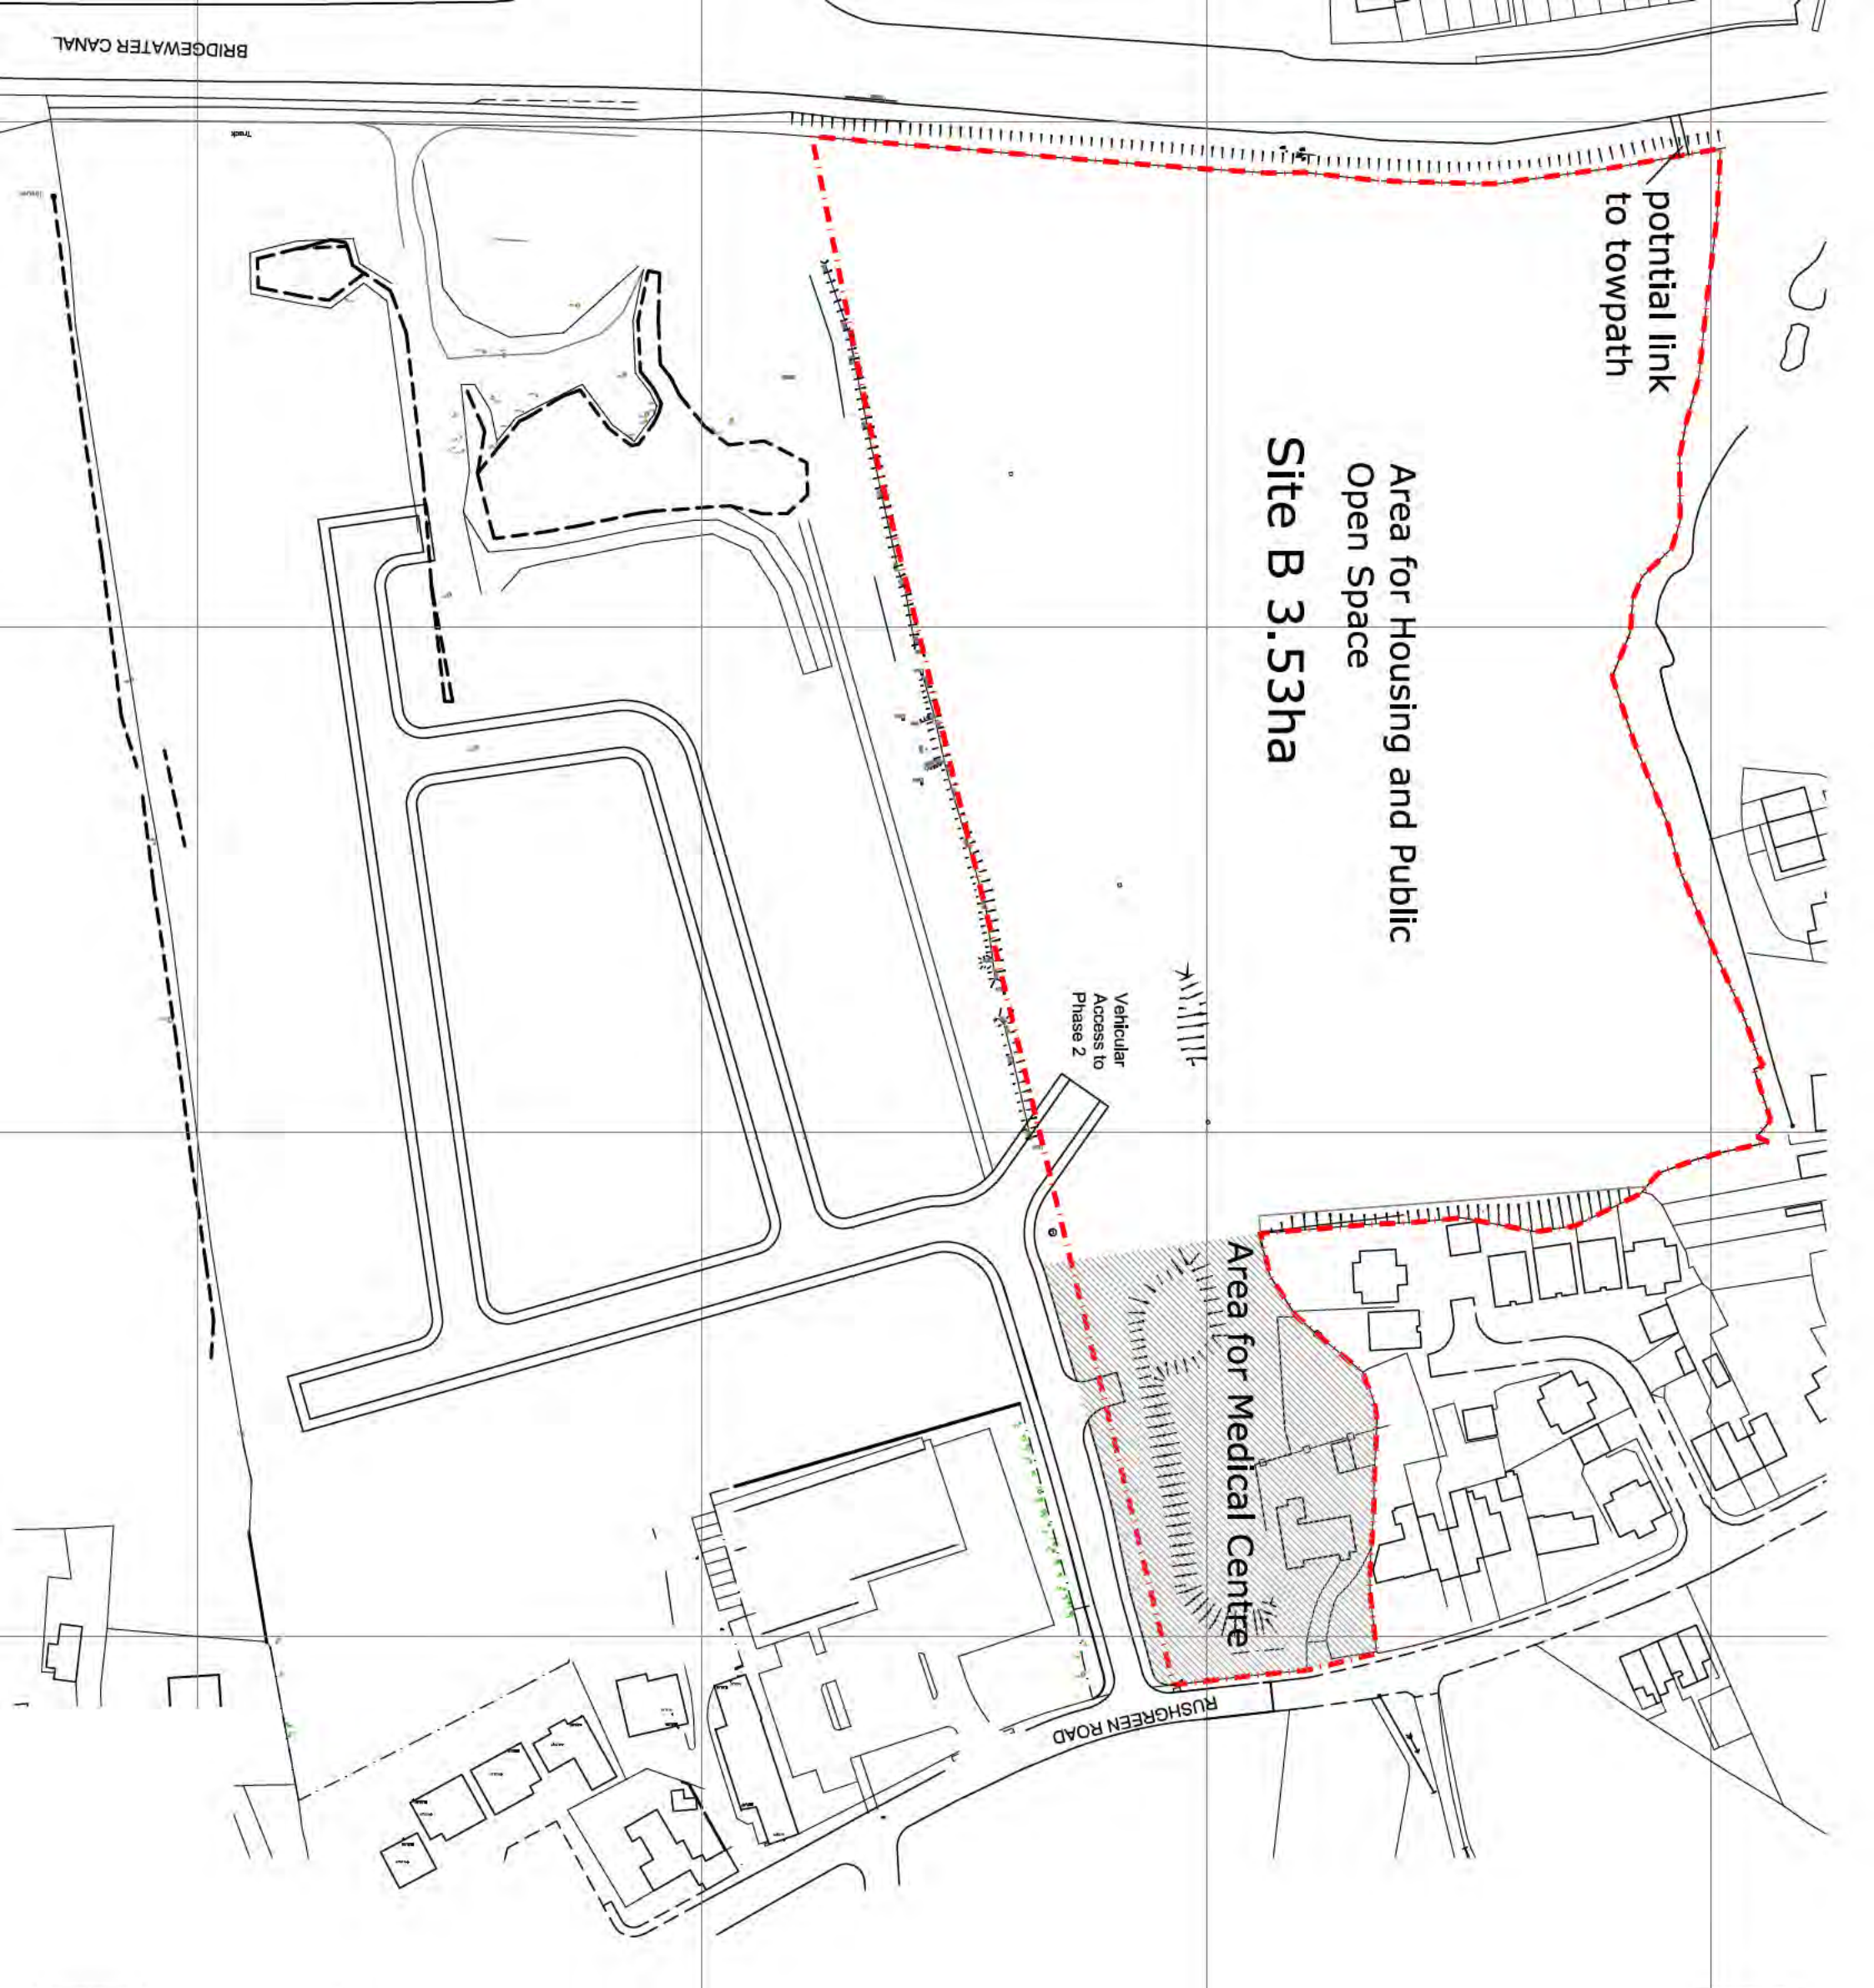 BRIDGEWATER CANAL
Track
potntial link
to towpath
Area for Housing and Public
Open Space
Site B 3.53ha
Vehicular
Access to
Phase 2
Area for Medical Centre
RUSHGREEN ROAD